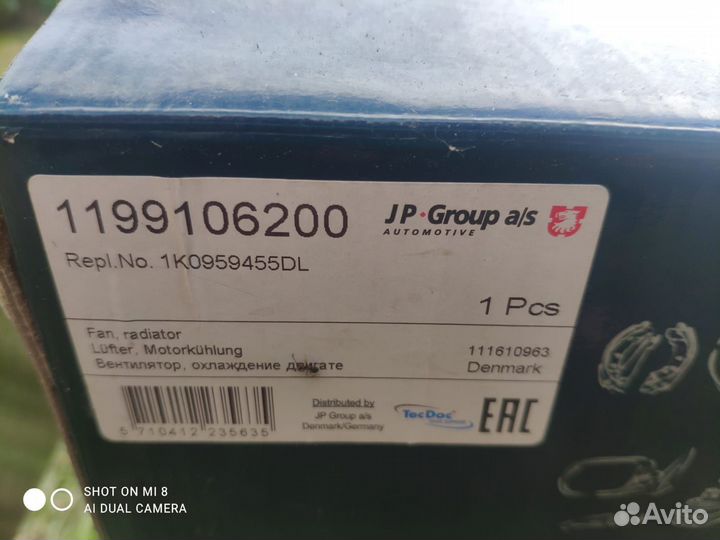 1199106200
JP Group a/s
AUTOMOTIVE
Repl.No. 1K0959455DL
1 Pcs
Fan, radiator
Lüfter, Motorkühlung
Вентилятор, охлаждение двигате
111610963
Denmark
5 710412 235635
Distributed by
JP Group a/s
Denmark/Germany
TecDoc
EAC
SHOT ON MI 8
AI DUAL CAMERA
Avito